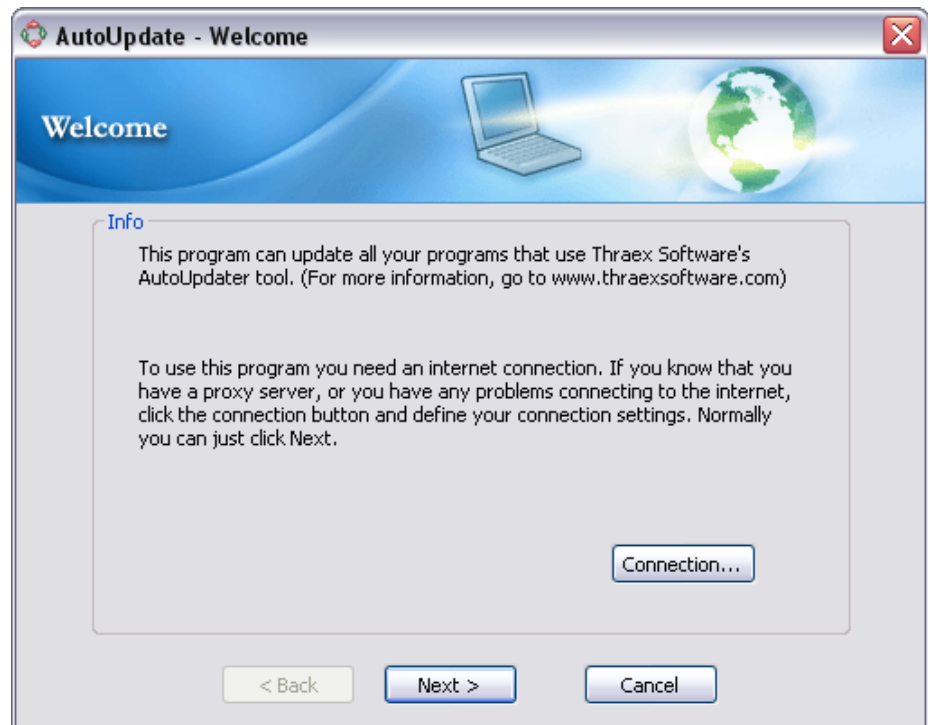 AutoUpdate - Welcome
Welcome
Info
This program can update all your programs that use Thraex Software's
AutoUpdater tool. (For more information, go to www.thraexsoftware.com)
To use this program you need an internet connection. If you know that you
have a proxy server, or you have any problems connecting to the internet,
click the connection button and define your connection settings. Normally
you can just click Next.
Connection...
< Back
Next >
Cancel